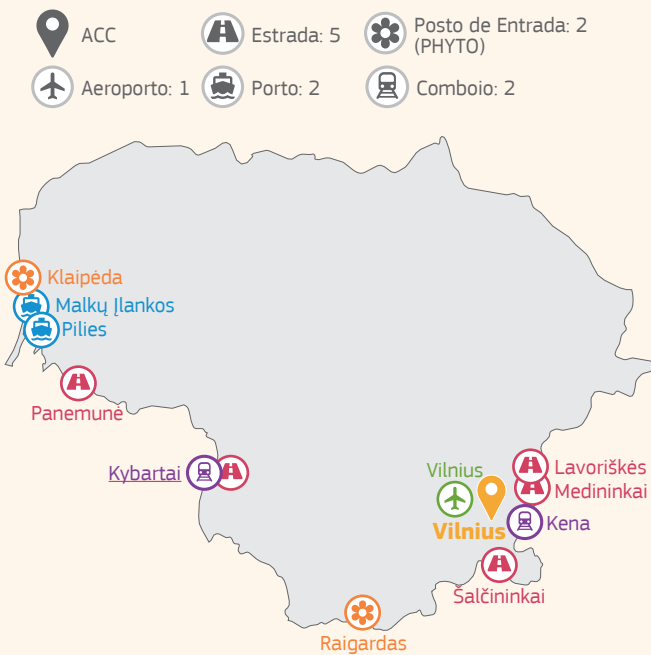 ACC
Estrada: 5
Posto de Entrada: 2
(PHYTO)
Aeroporto: 1
Porto: 2
Comboio: 2
Klaipėda
Malkų Įlankos
Pilies
Panemunė
Kybartai
Vilnius
Lavoriškės
Medininkai
Vilnius
Kena
Šalčininkai
Raigardas